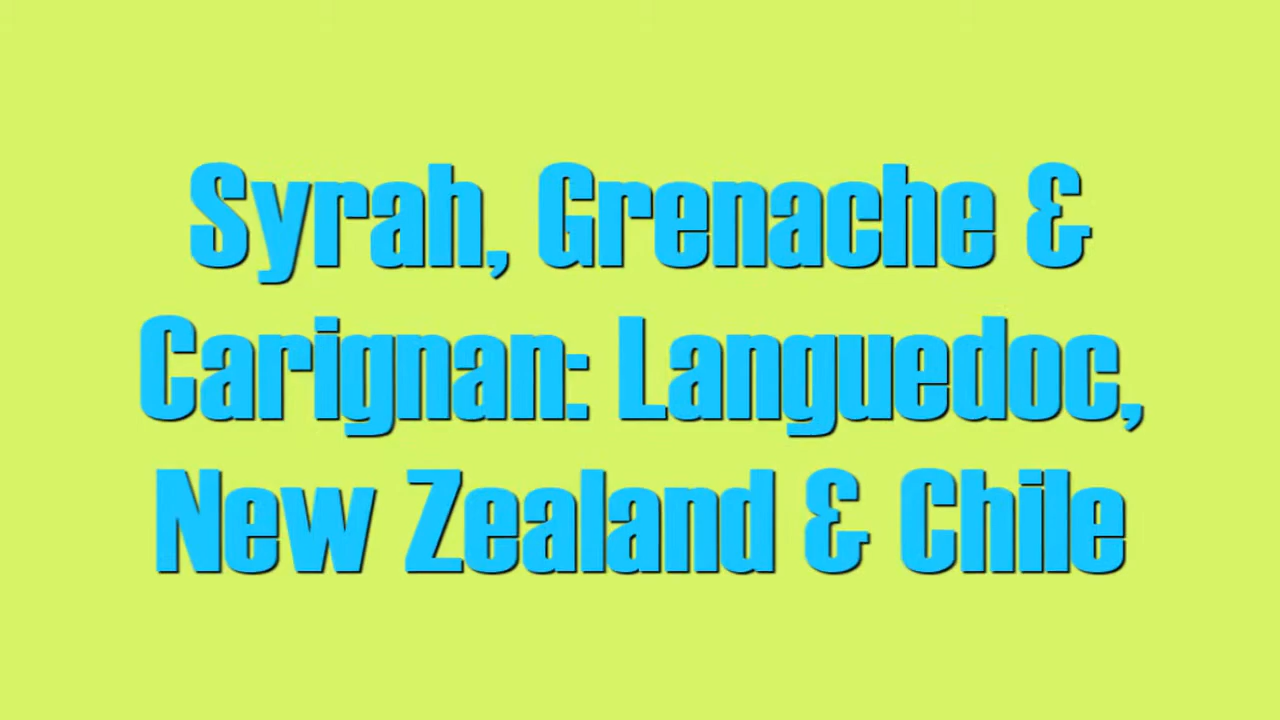 Syrah, Grenache &
Carignan: Languedoc,
New Zealand & Chile